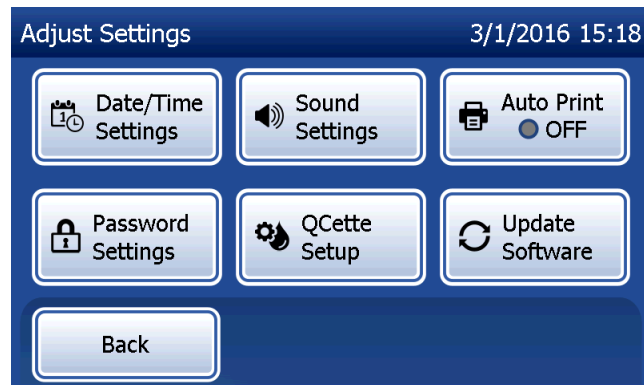 Adjust Settings 3/1/2016 15:18
Date/Time
Settings
Sound
Settings
Auto Print
OFF
Password
Settings
QCette
Setup
Update
Software
Back